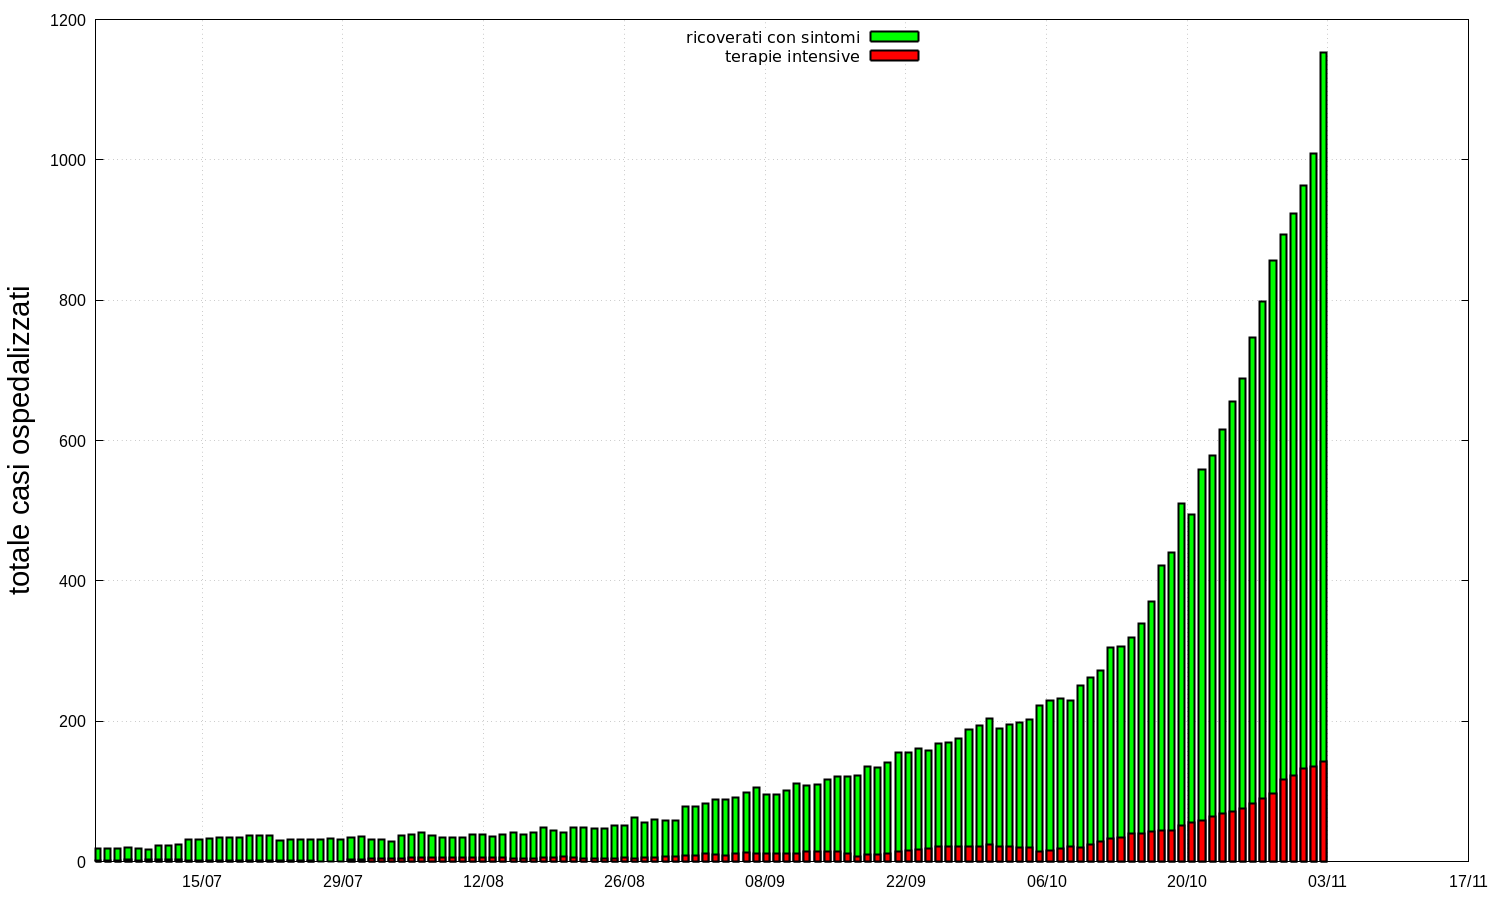 ricoverati con sintomi
terapie intensive
totale casi ospedalizzati
1200
1000
800
600
400
200
0
15/07 29/07 12/08 26/08 08/09 22/09 06/10 20/10 03/11 17/11